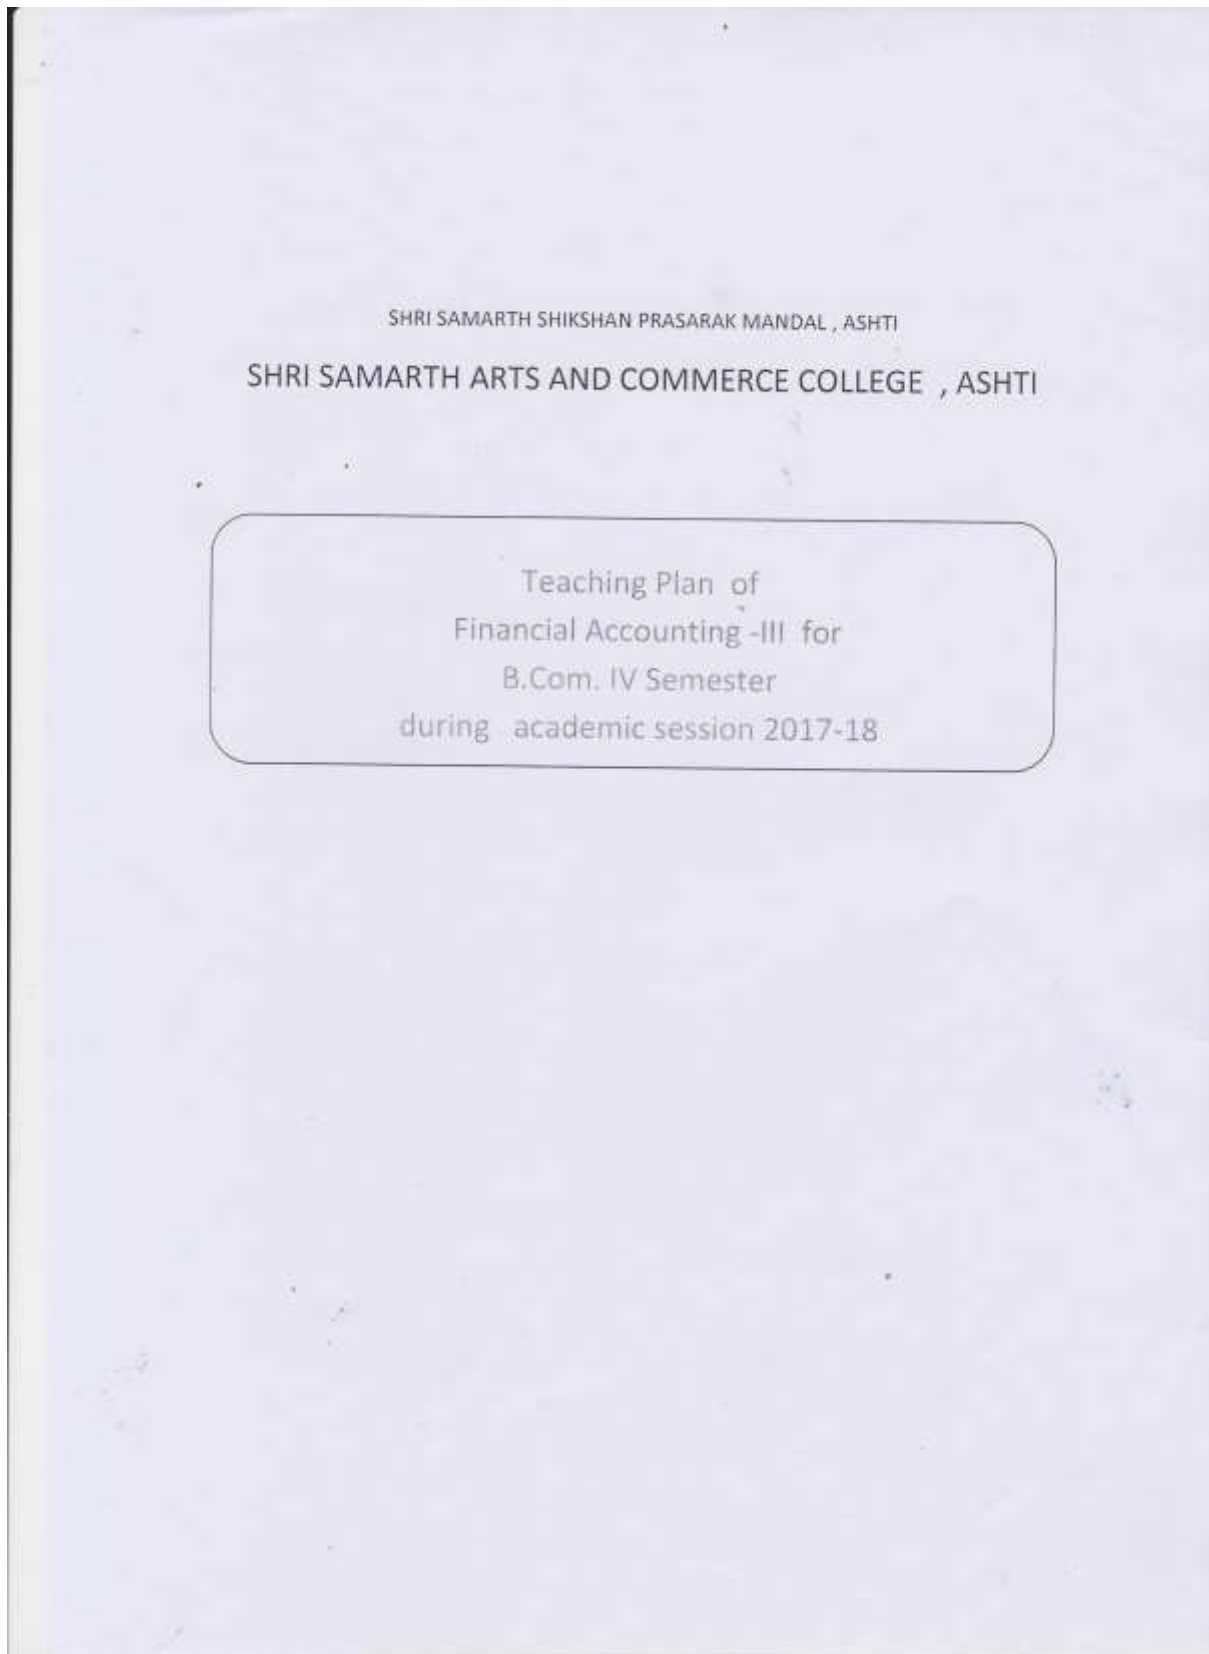 SHRI SAMARTH SHIKSHAN PRASARAK MANDAL , ASHTI
SHRI SAMARTH ARTS AND COMMERCE COLLEGE , ASHTI
Teaching Plan of
Financial Accounting -III for
B.Com. IV Semester
during academic session 2017-18